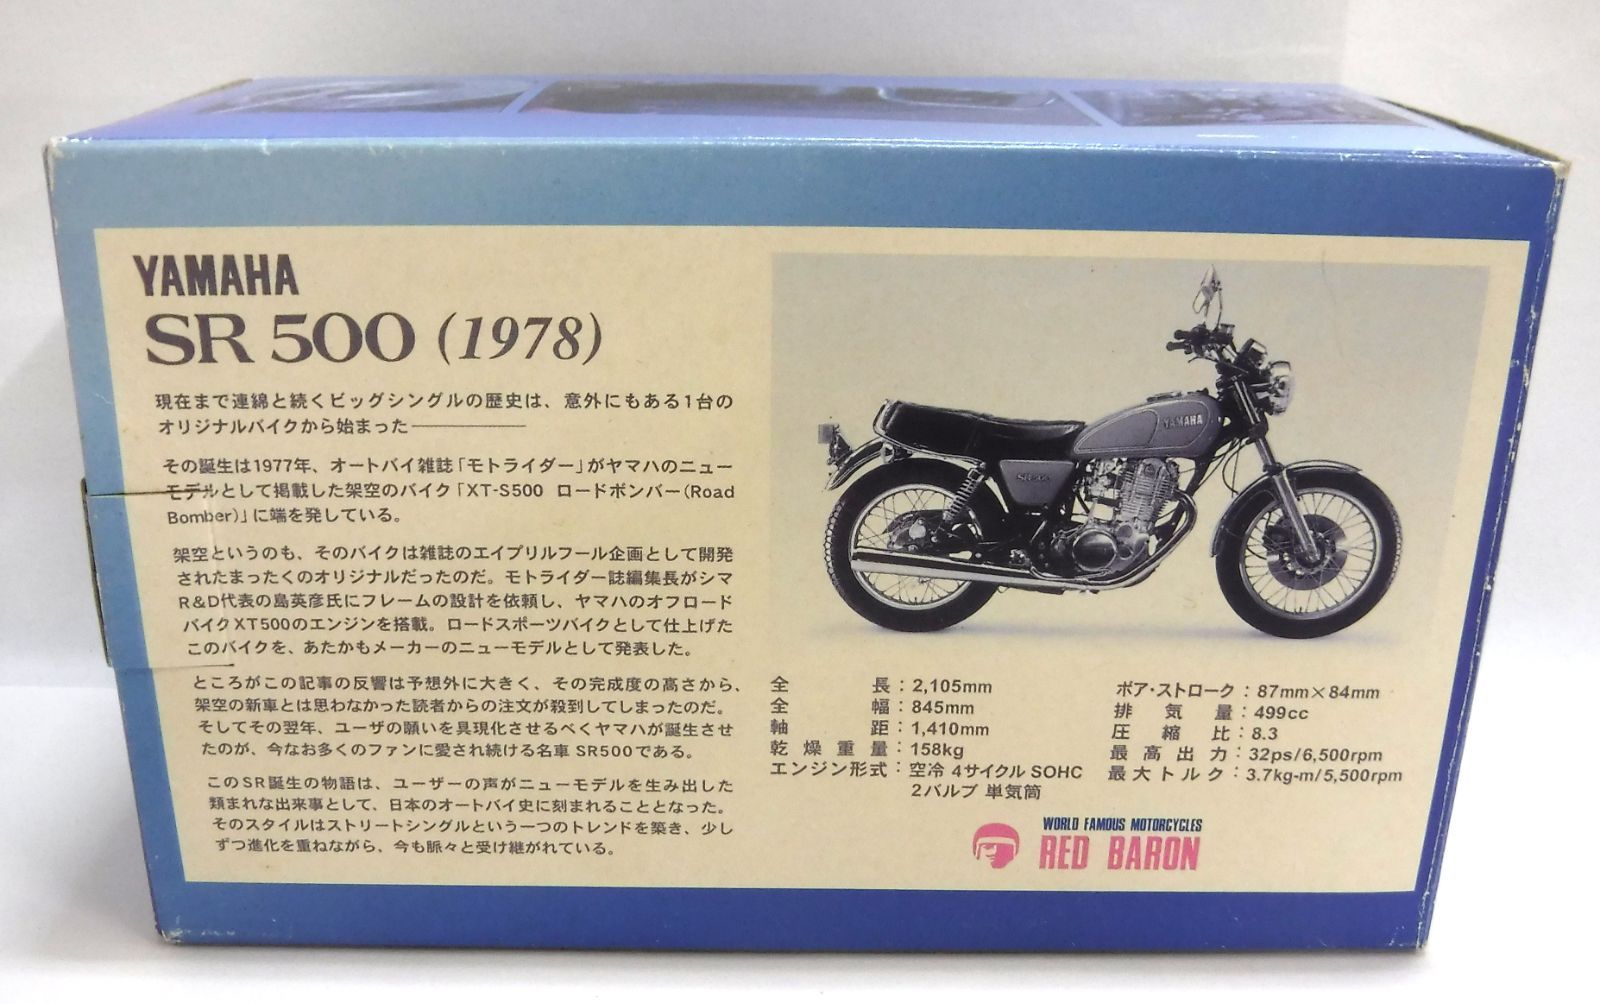 YAMAHA
SR 500 (1978)
現在まで連綿と続くビッグシングルの歴史は、意外にもある1台の
オリジナルバイクから始まった――――
その誕生は1977年、オートバイ雑誌「モトライダー」がヤマハのニュー
モデルとして掲載した架空のバイク「XT-S500 ロードボンバー(Road
Bomber)」に端を発している。
架空というのも、そのバイクは雑誌のエイプリルフール企画として開発
されたまったくのオリジナルだったのだ。モトライダー誌編集長がシマ
R&D代表の島英彦氏にフレームの設計を依頼し、ヤマハのオフロード
バイクXT500のエンジンを搭載。ロードスポーツバイクとして仕上げた
このバイクを、あたかもメーカーのニューモデルとして発表した。
ところがこの記事の反響は予想外に大きく、その完成度の高さから、
架空の新車とは思わなかった読者からの注文が殺到してしまったのだ。
そしてその翌年、ユーザの願いを具現化させるべくヤマハが誕生させ
たのが、今なお多くのファンに愛され続ける名車 SR500である。
このSR誕生の物語は、ユーザーの声がニューモデルを生み出した
類まれな出来事として、日本のオートバイ史に刻まれることとなった。
そのスタイルはストリートシングルという一つのトレンドを築き、少し
ずつ進化を重ねながら、今も脈々と受け継がれている。
YAMAHA
SR500
全長：2,105mm
全幅：845mm
軸距：1,410mm
乾燥重量：158kg
エンジン形式：空冷 4サイクル SOHC
2バルブ 単気筒
ボア・ストローク：87mm×84mm
排気量：499cc
圧縮比：8.3
最高出力：32ps/6,500rpm
最大トルク：3.7kg-m/5,500rpm
WORLD FAMOUS MOTORCYCLES
RED BARON